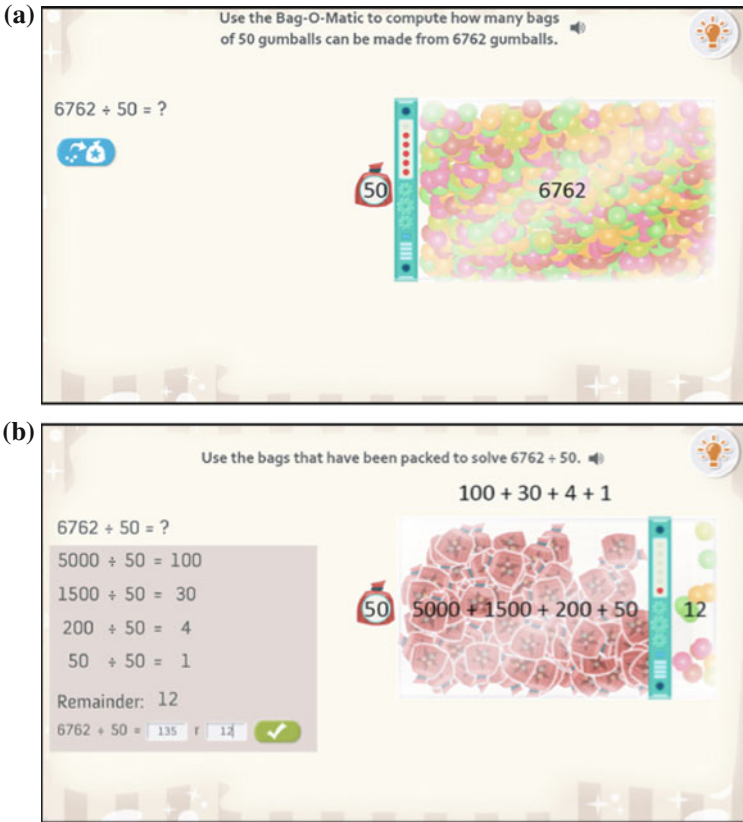 (a)
Use the Bag-O-Matic to compute how many bags
of 50 gumballs can be made from 6762 gumballs.
6762 ÷ 50 = ?
50
6762
(b)
Use the bags that have been packed to solve 6762 ÷ 50.
100 + 30 + 4 + 1
6762 ÷ 50 = ?
5000 ÷ 50 = 100
1500 ÷ 50 = 30
200 ÷ 50 = 4
50 ÷ 50 = 1
50
5000 + 1500 + 200 + 50
12
Remainder: 12
6762 ÷ 50 = 135 r 12